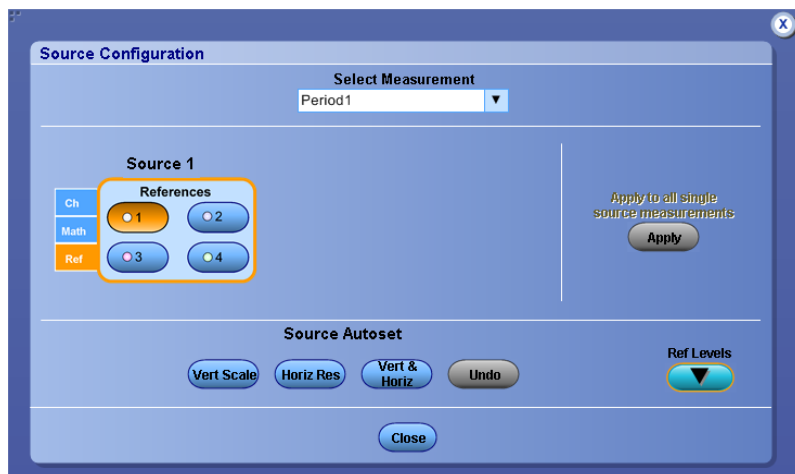 X
Source Configuration
Select Measurement
Period1
Source 1
References
Ch
Math
Ref
1
2
3
4
Apply to all single
source measurements
Apply
Source Autoset
Vert Scale
Horiz Res
Vert &
Horiz
Undo
Ref Levels
Close